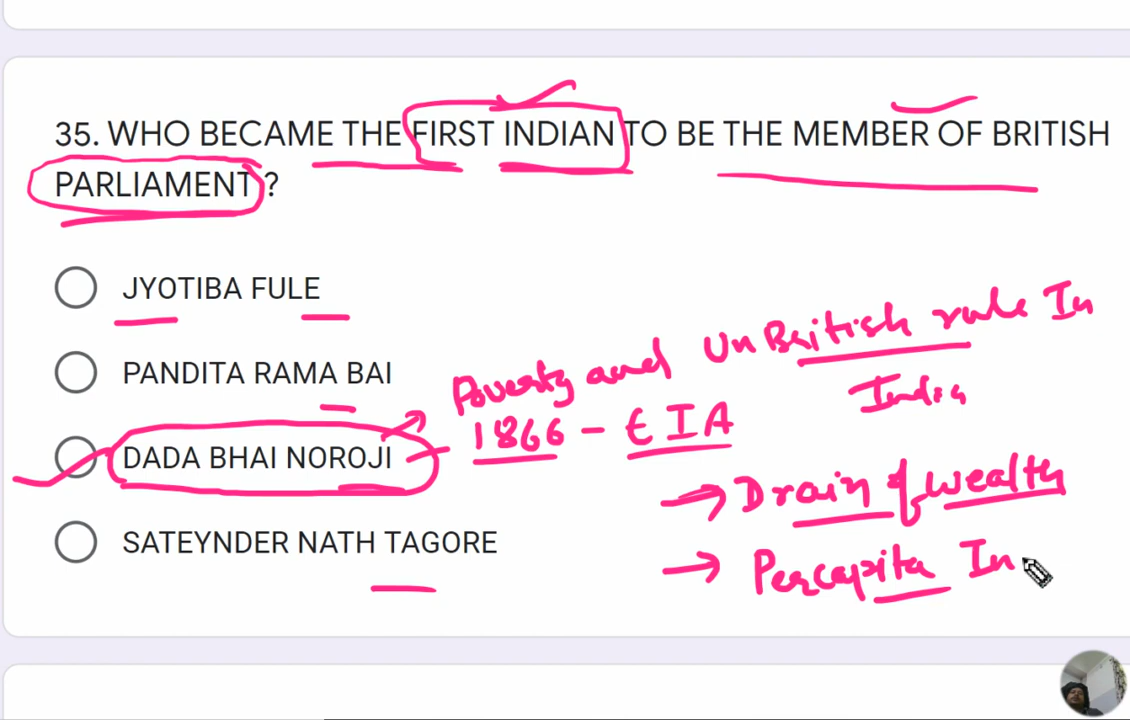 35. WHO BECAME THE FIRST INDIAN TO BE THE MEMBER OF BRITISH
PARLIAMENT ?
JYOTIBA FULE
PANDITA RAMA BAI
Poverty and UnBritish rule In
India
DADA BHAI NOROJI
1866 - EIA
→ Drain of wealth
SATEYNDER NATH TAGORE
→ Percapita In